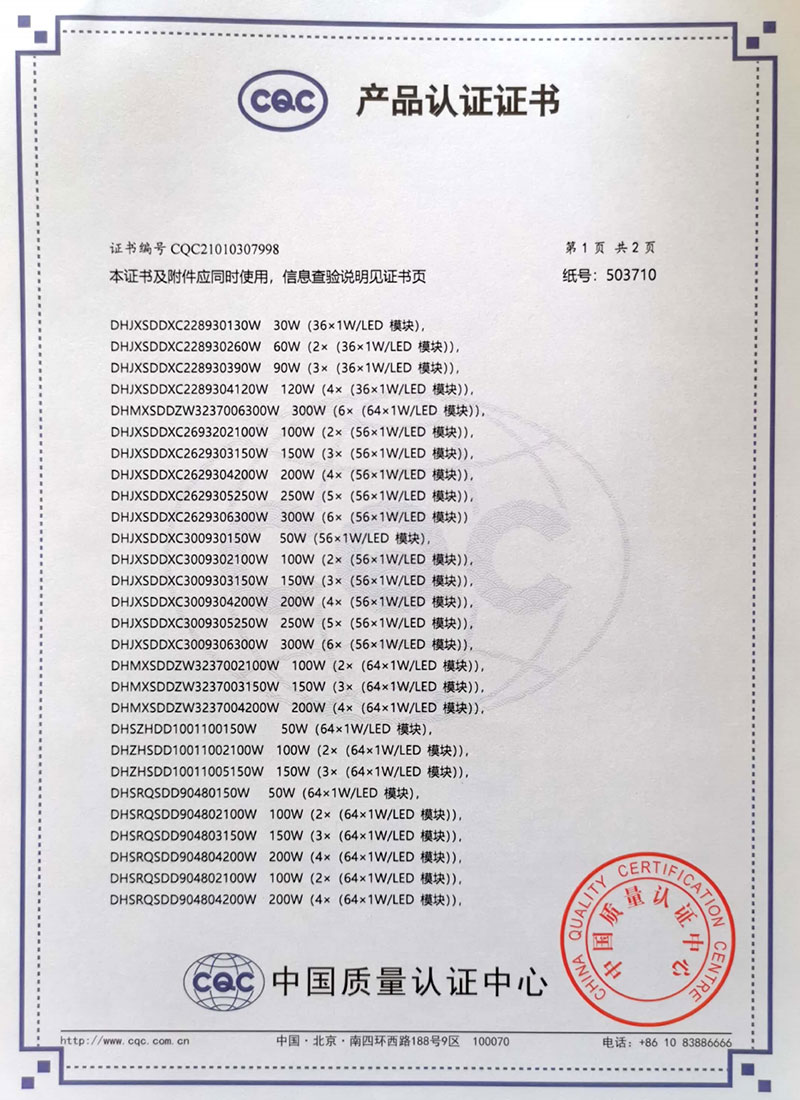 CQC 产品认证证书
证书编号 CQC21010307998 第 1 页 共 2 页
本证书及附件应同时使用，信息查验说明见证书页 纸号：503710
DHJXSDDXC228930130W 30W（36×1W/LED 模块），
DHJXSDDXC228930260W 60W（2×（36×1W/LED 模块）），
DHJXSDDXC228930390W 90W（3×（36×1W/LED 模块）），
DHJXSDDXC2289304120W 120W（4×（36×1W/LED 模块）），
DHMXSDDZW3237006300W 300W（6×（64×1W/LED 模块）），
DHJXSDDXC2693202100W 100W（2×（56×1W/LED 模块）），
DHJXSDDXC2629303150W 150W（3×（56×1W/LED 模块）），
DHJXSDDXC2629304200W 200W（4×（56×1W/LED 模块）），
DHJXSDDXC2629305250W 250W（5×（56×1W/LED 模块）），
DHJXSDDXC2629306300W 300W（6×（56×1W/LED 模块））
DHJXSDDXC300930150W 50W（56×1W/LED 模块），
DHJXSDDXC3009302100W 100W（2×（56×1W/LED 模块）），
DHJXSDDXC3009303150W 150W（3×（56×1W/LED 模块）），
DHJXSDDXC3009304200W 200W（4×（56×1W/LED 模块）），
DHJXSDDXC3009305250W 250W（5×（56×1W/LED 模块）），
DHJXSDDXC3009306300W 300W（6×（56×1W/LED 模块）），
DHMXSDDZW3237002100W 100W（2×（64×1W/LED 模块）），
DHMXSDDZW3237003150W 150W（3×（64×1W/LED 模块）），
DHMXSDDZW3237004200W 200W（4×（64×1W/LED 模块）），
DHSZHDD1001100150W 50W（64×1W/LED 模块），
DHZHSDD10011002100W 100W（2×（64×1W/LED 模块）），
DHZHSDD10011005150W 150W（3×（64×1W/LED 模块）），
DHSRQSDD90480150W 50W（64×1W/LED 模块），
DHSRQSDD904802100W 100W（2×（64×1W/LED 模块）），
DHSRQSDD904803150W 150W（3×（64×1W/LED 模块）），
DHSRQSDD904804200W 200W（4×（64×1W/LED 模块）），
DHSRQSDD904802100W 100W（2×（64×1W/LED 模块）），
DHSRQSDD904804200W 200W（4×（64×1W/LED 模块）），
CQC
CHINA QUALITY CERTIFICATION CENTRE
中国质量认证中心
CQC 中国质量认证中心
http://www.cqc.com.cn 中国·北京·南四环西路188号9区 100070 电话：+86 10 83886666